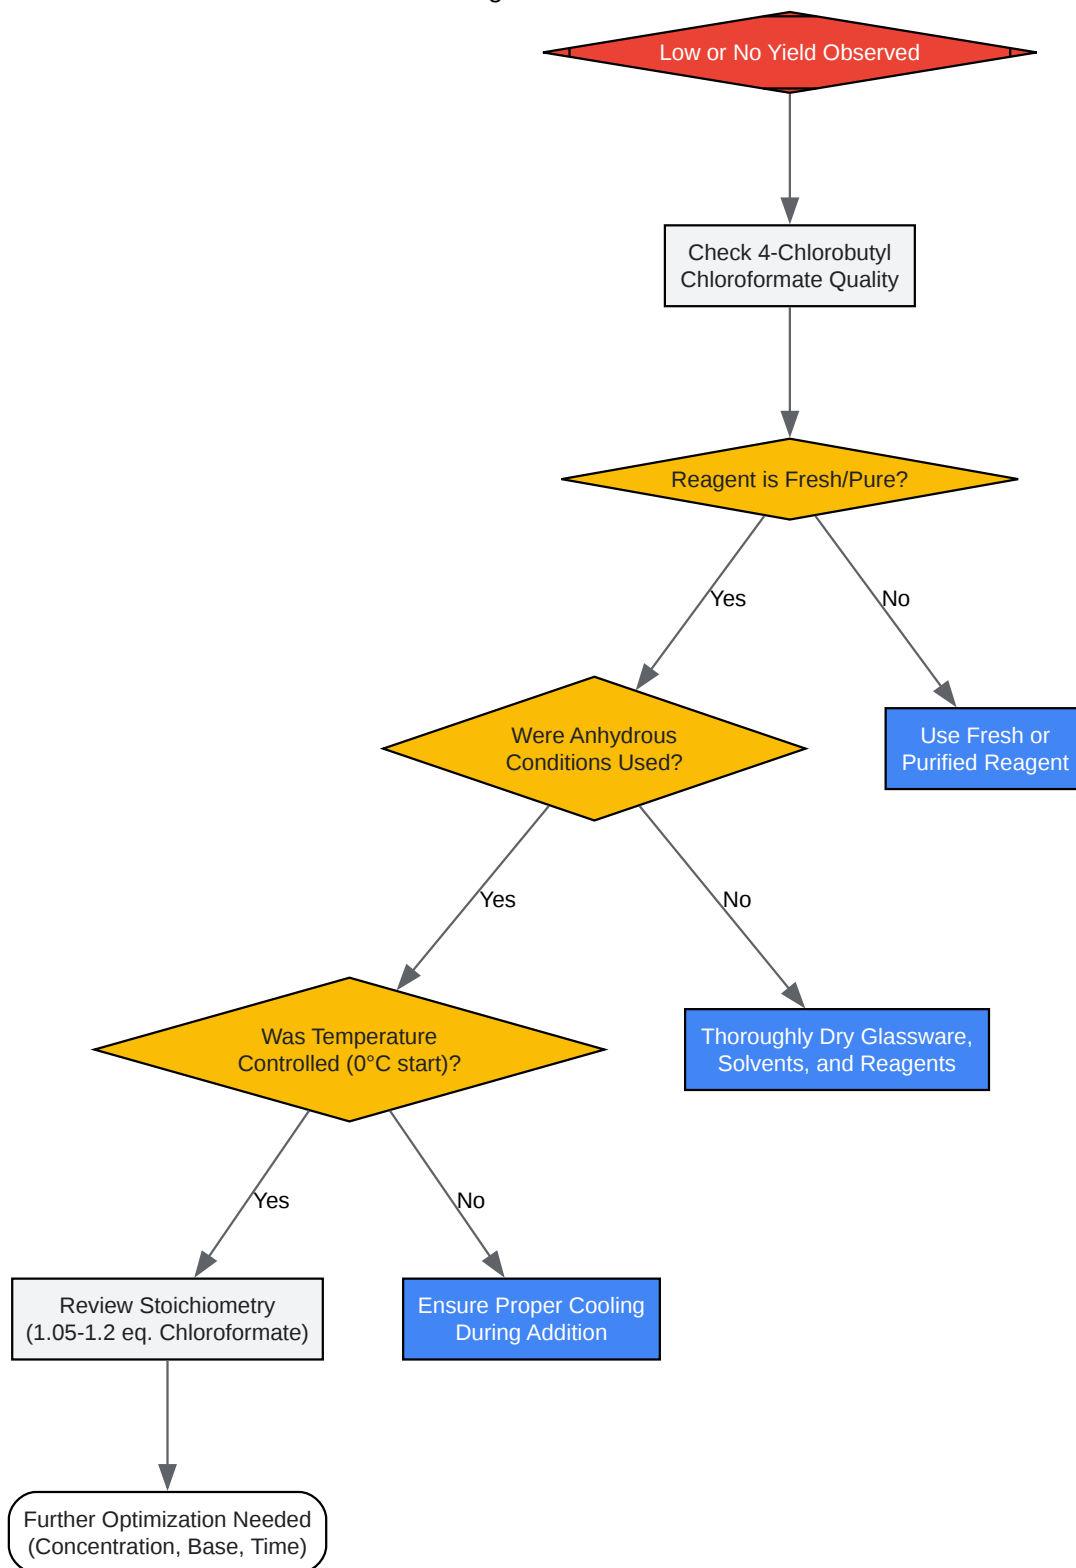 Low or No Yield Observed
Check 4-Chlorobutyl
Chloroformate Quality
Reagent is Fresh/Pure?
Yes
No
Were Anhydrous
Conditions Used?
Use Fresh or
Purified Reagent
Yes
No
Was Temperature
Controlled (0°C start)?
Thoroughly Dry Glassware,
Solvents, and Reagents
Yes
No
Review Stoichiometry
(1.05-1.2 eq. Chloroformate)
Ensure Proper Cooling
During Addition
Further Optimization Needed
(Concentration, Base, Time)